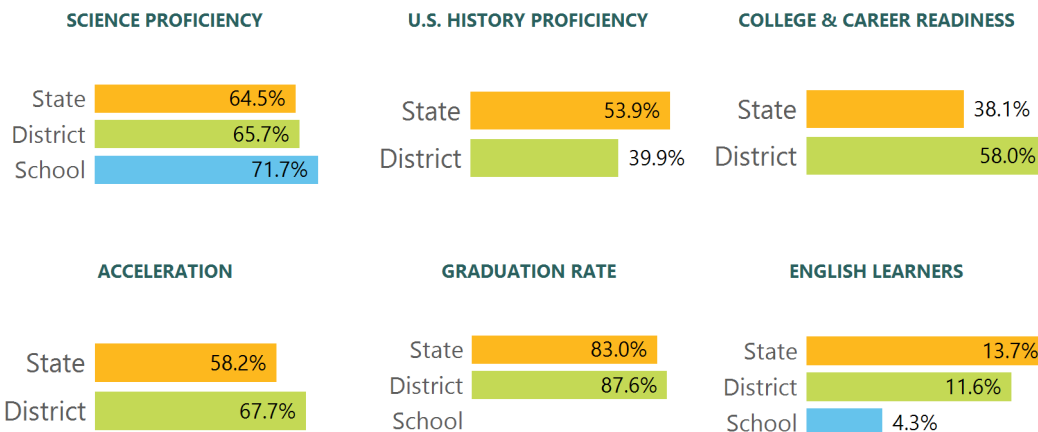 SCIENCE PROFICIENCY
State 64.5%
District 65.7%
School 71.7%
U.S. HISTORY PROFICIENCY
State 53.9%
District 39.9%
COLLEGE & CAREER READINESS
State 38.1%
District 58.0%
ACCELERATION
State 58.2%
District 67.7%
GRADUATION RATE
State 83.0%
District 87.6%
School
ENGLISH LEARNERS
State 13.7%
District 11.6%
School 4.3%